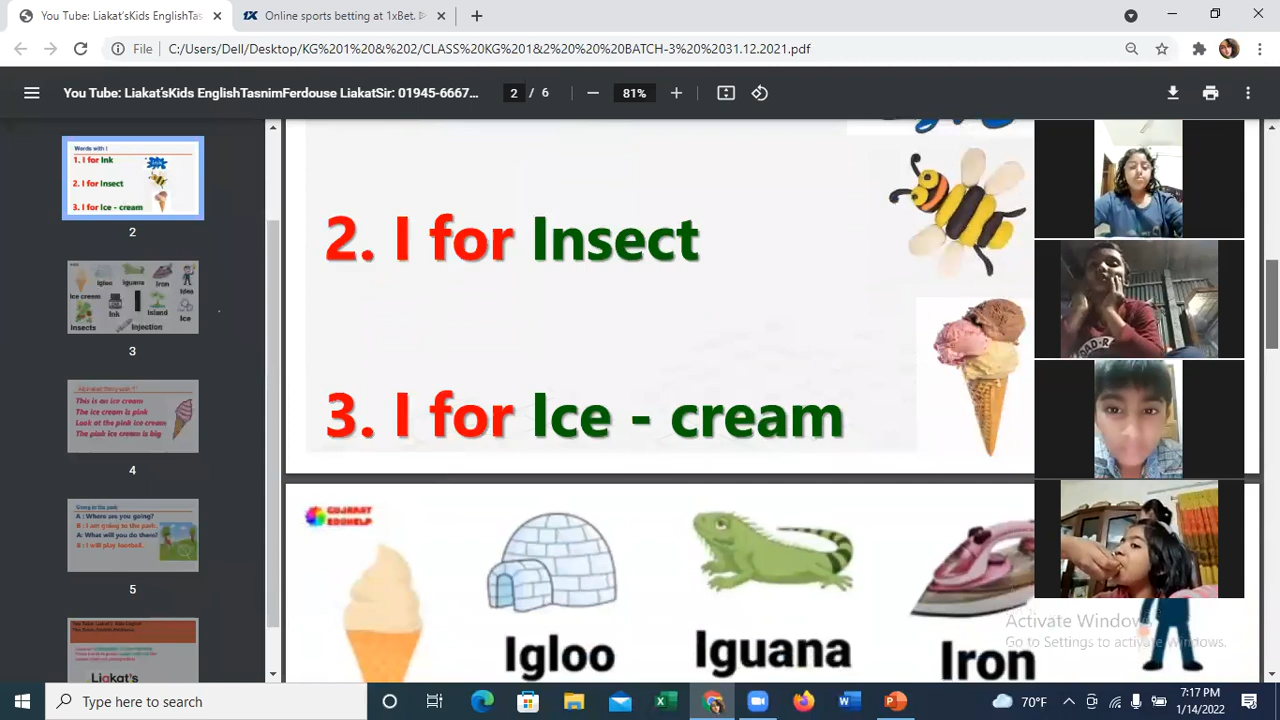 You Tube: Liakat'sKids EnglishTas
Online sports betting at 1xBet.
File
C:/Users/Dell/Desktop/KG%201%20&%202/CLASS%20KG%201&2%20%20%20BATCH-3%20%2031.12.2021.pdf
You Tube: Liakat'sKids EnglishTasnimFerdouse LiakatSir: 01945-6667...
2 / 6
81%
Words with I
1. I for Ink
2. I for Insect
3. I for Ice - cream
2
Igloo
Iguana
Iron
Idea
Ice cream
Ink
Island
Ice
Insects
Injection
3
This is an ice cream
The ice cream is pink
Look at the pink ice cream
The pink ice cream is big
4
Going to the park
A : Where are you going?
B : I am going to the park.
A: What will you do there?
B : I will play football.
5
Liakat's
2. I for Insect
3. I for Ice - cream
GUJARAT
EDUHELP
Igloo
Iguana
Iron
Activate Windows
Go to Settings to activate Windows.
Type here to search
70°F
7:17 PM
1/14/2022